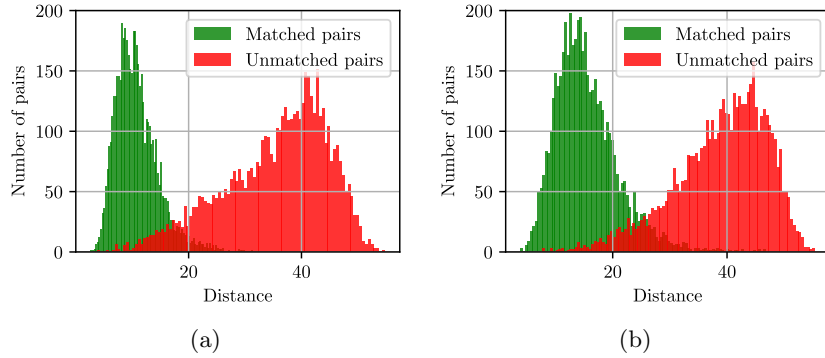 200
150
100
50
0
Number of pairs
Matched pairs
Unmatched pairs
20
40
Distance
(a)
200
150
100
50
0
Number of pairs
Matched pairs
Unmatched pairs
20
40
Distance
(b)